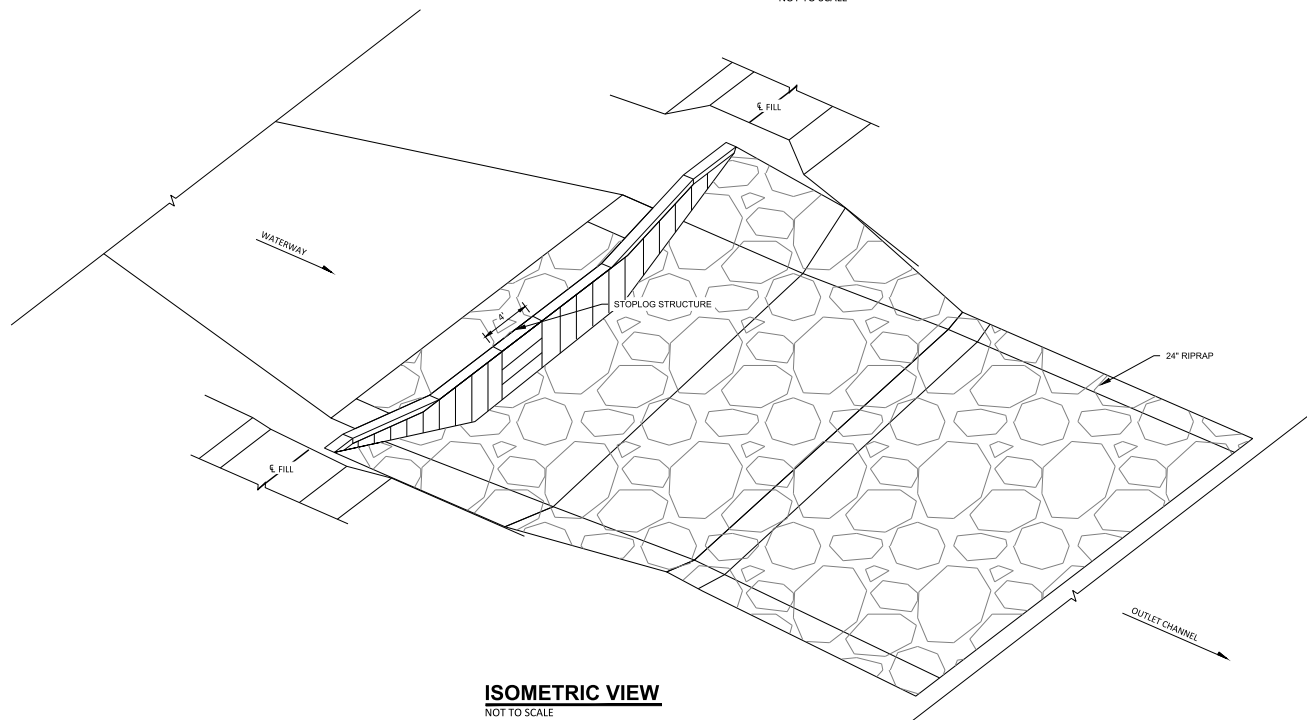 NOT TO SCALE
℄ FILL
WATERWAY
4'
STOPLOG STRUCTURE
24" RIPRAP
℄ FILL
OUTLET CHANNEL
ISOMETRIC VIEW
NOT TO SCALE